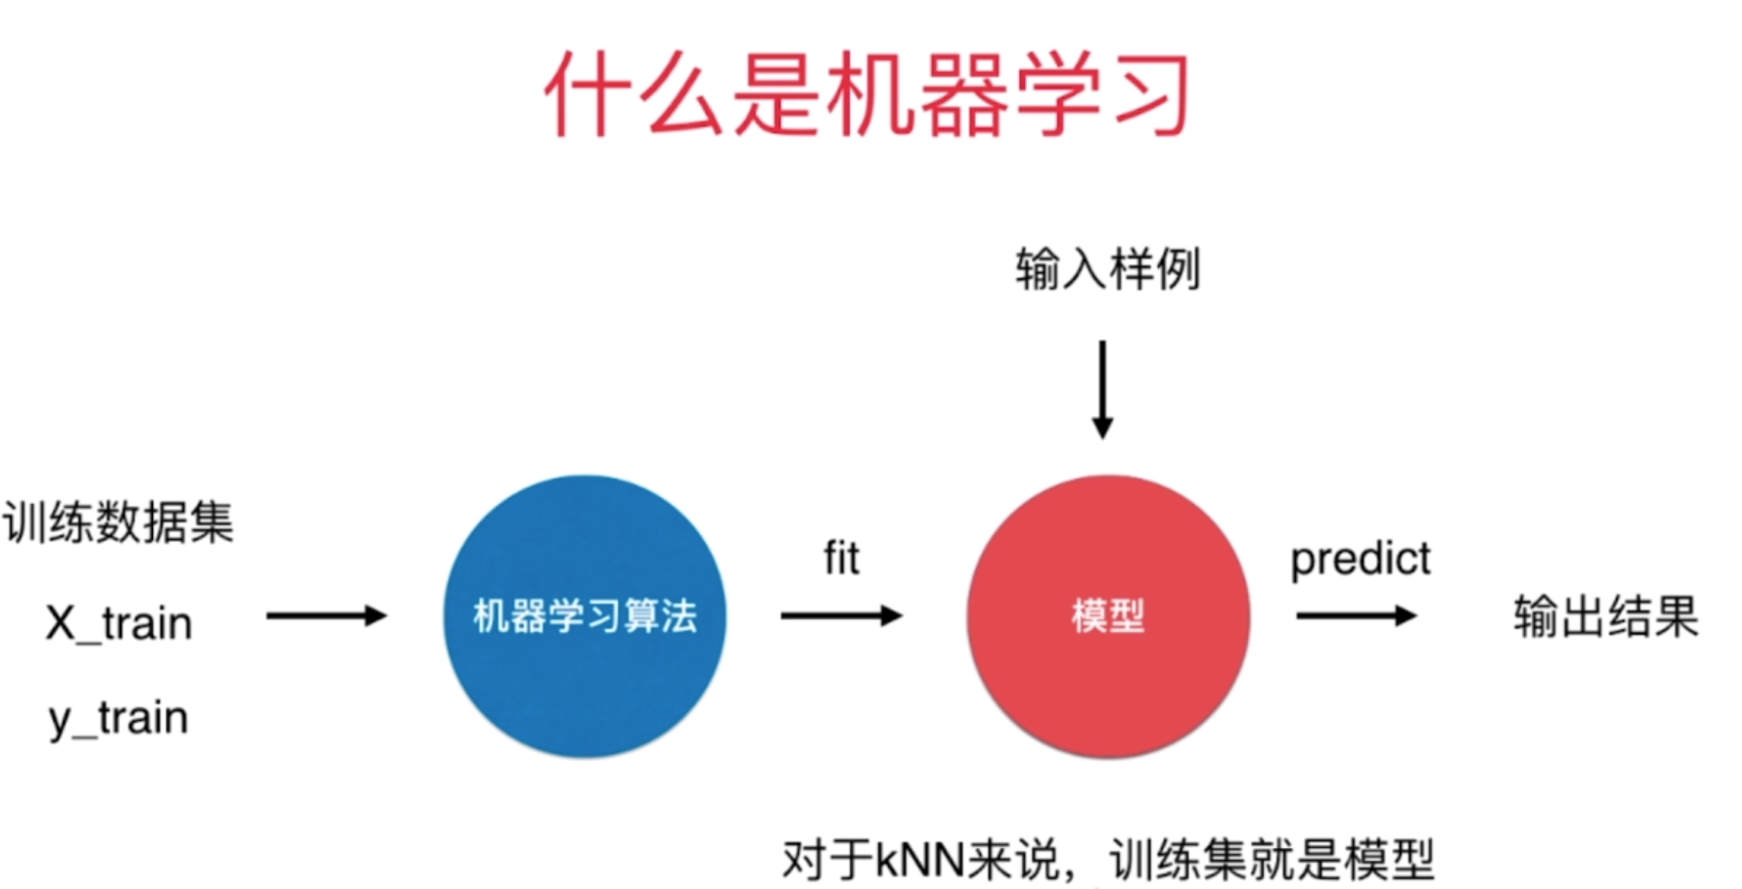 什么是机器学习
输入样例
训练数据集
X_train
y_train
机器学习算法
fit
模型
predict
输出结果
对于kNN来说，训练集就是模型